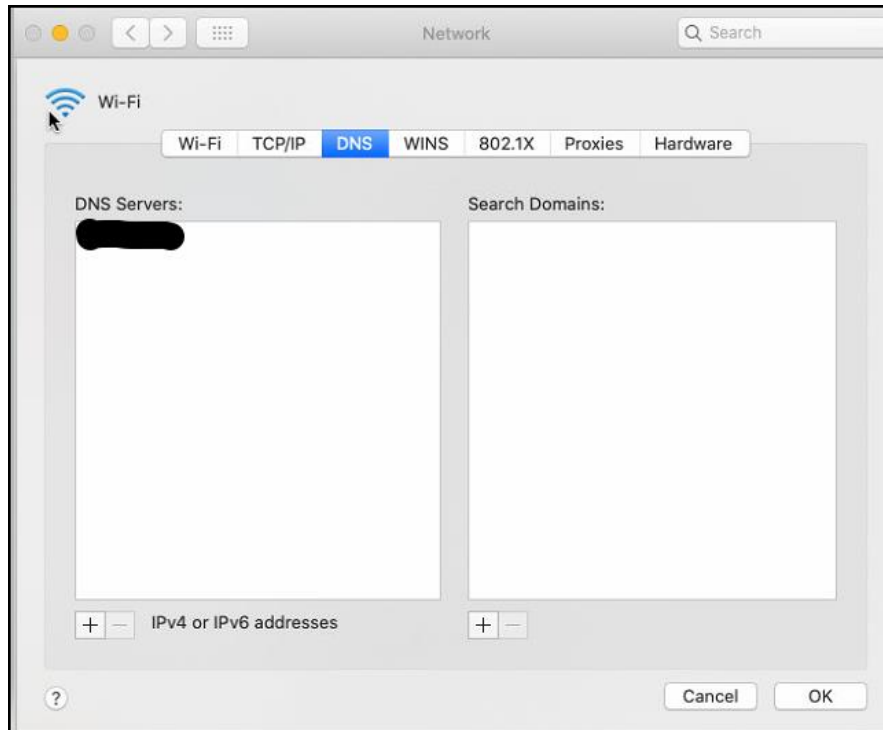 Network
Search
Wi-Fi
Wi-Fi TCP/IP DNS WINS 802.1X Proxies Hardware
DNS Servers:
Search Domains:
+ − IPv4 or IPv6 addresses
+ −
?
Cancel
OK